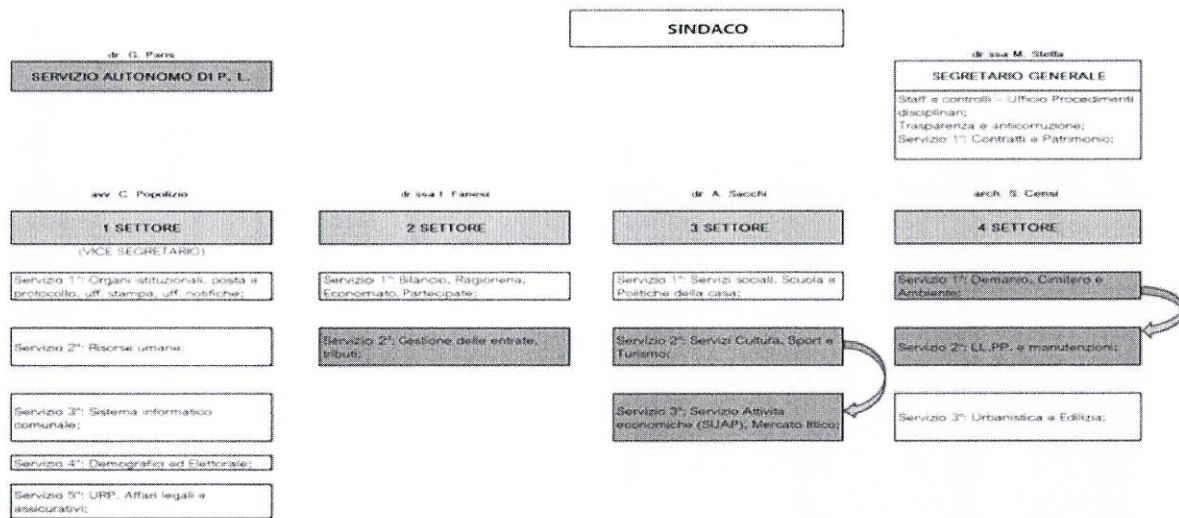 SINDACO
dr. G. Paris
SERVIZIO AUTONOMO DI P. L.
dr.ssa M. Stella
SEGRETARIO GENERALE
Staff e controlli – Ufficio Procedimenti
disciplinari;
Trasparenza e anticorruzione;
Servizio 1°: Contratti e Patrimonio;
avv. C. Popolizio
1 SETTORE
(VICE SEGRETARIO)
Servizio 1°: Organi istituzionali, posta e
protocollo, uff. stampa, uff. notifiche;
Servizio 2°: Risorse umane;
Servizio 3°: Sistema informatico
comunale;
Servizio 4°: Demografici ed Elettorale;
Servizio 5°: URP, Affari legali e
assicurativi;
dr.ssa I. Fanesi
2 SETTORE
Servizio 1°: Bilancio, Ragioneria,
Economato, Partecipate;
Servizio 2°: Gestione delle entrate,
tributi;
dr. A. Sacchi
3 SETTORE
Servizio 1°: Servizi sociali, Scuola e
Politiche della casa;
Servizio 2°: Servizi Cultura, Sport e
Turismo;
Servizio 3°: Servizio Attività
economiche (SUAP), Mercato Ittico;
arch. S. Censi
4 SETTORE
Servizio 1°: Demanio, Cimitero e
Ambiente;
Servizio 2°: LL.PP. e manutenzioni;
Servizio 3°: Urbanistica e Edilizia;